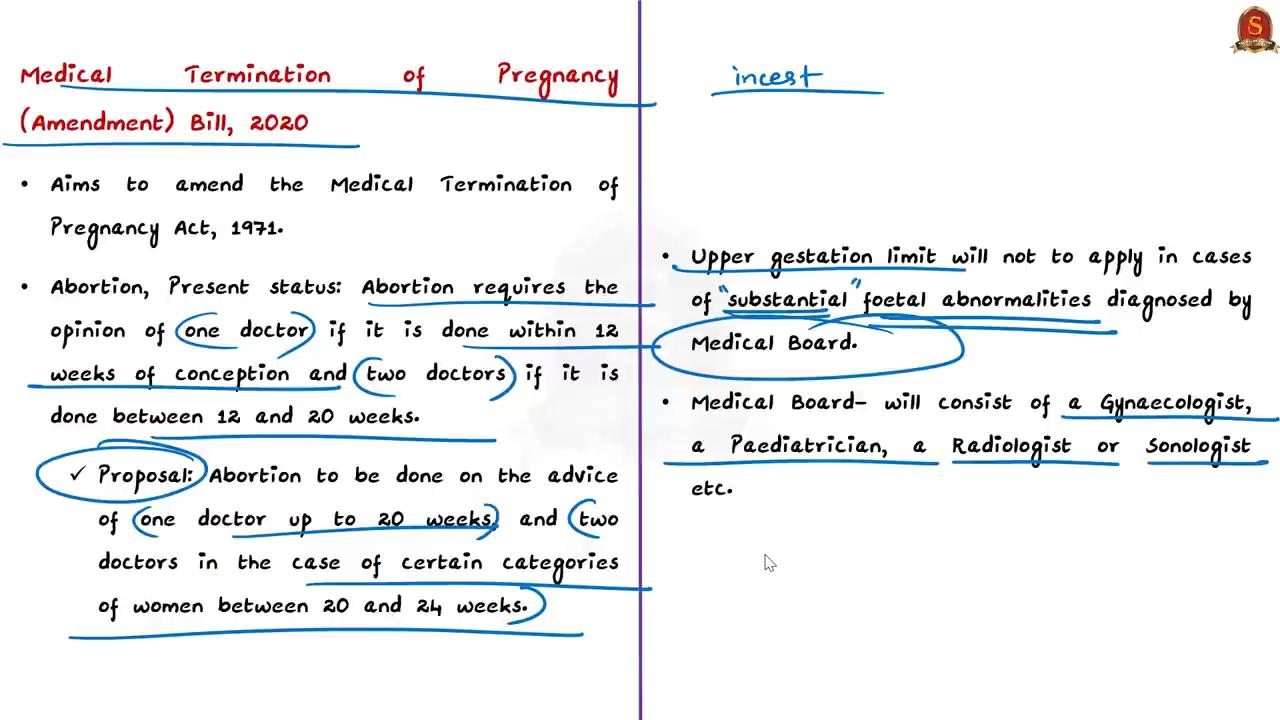 Medical Termination of Pregnancy
(Amendment) Bill, 2020
• Aims to amend the Medical Termination of
Pregnancy Act, 1971.
• Abortion, Present status: Abortion requires the
opinion of one doctor if it is done within 12
weeks of conception and two doctors if it is
done between 12 and 20 weeks.
✓ Proposal: Abortion to be done on the advice
of one doctor up to 20 weeks and two
doctors in the case of certain categories
of women between 20 and 24 weeks.
incest
• Upper gestation limit will not to apply in cases
of "substantial" foetal abnormalities diagnosed by
Medical Board.
• Medical Board- will consist of a Gynaecologist,
a Paediatrician, a Radiologist or Sonologist
etc.
S